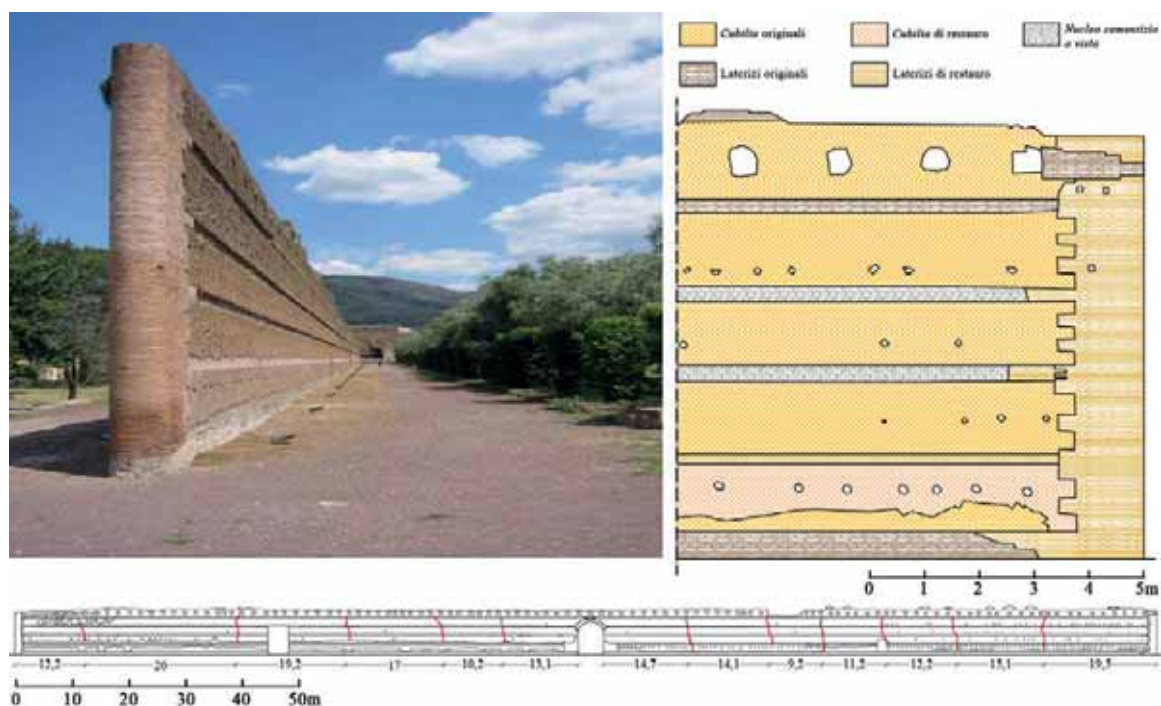 Cubilia originali
Cubilia di restauro
Nucleo cementizio
a vista
Laterizi originali
Laterizi di restauro
0 1 2 3 4 5m
20 19,2 17 10,2 15,1 14,7 14,1 9,2 11,2 12,2 15,1 19,5
0 10 20 30 40 50m